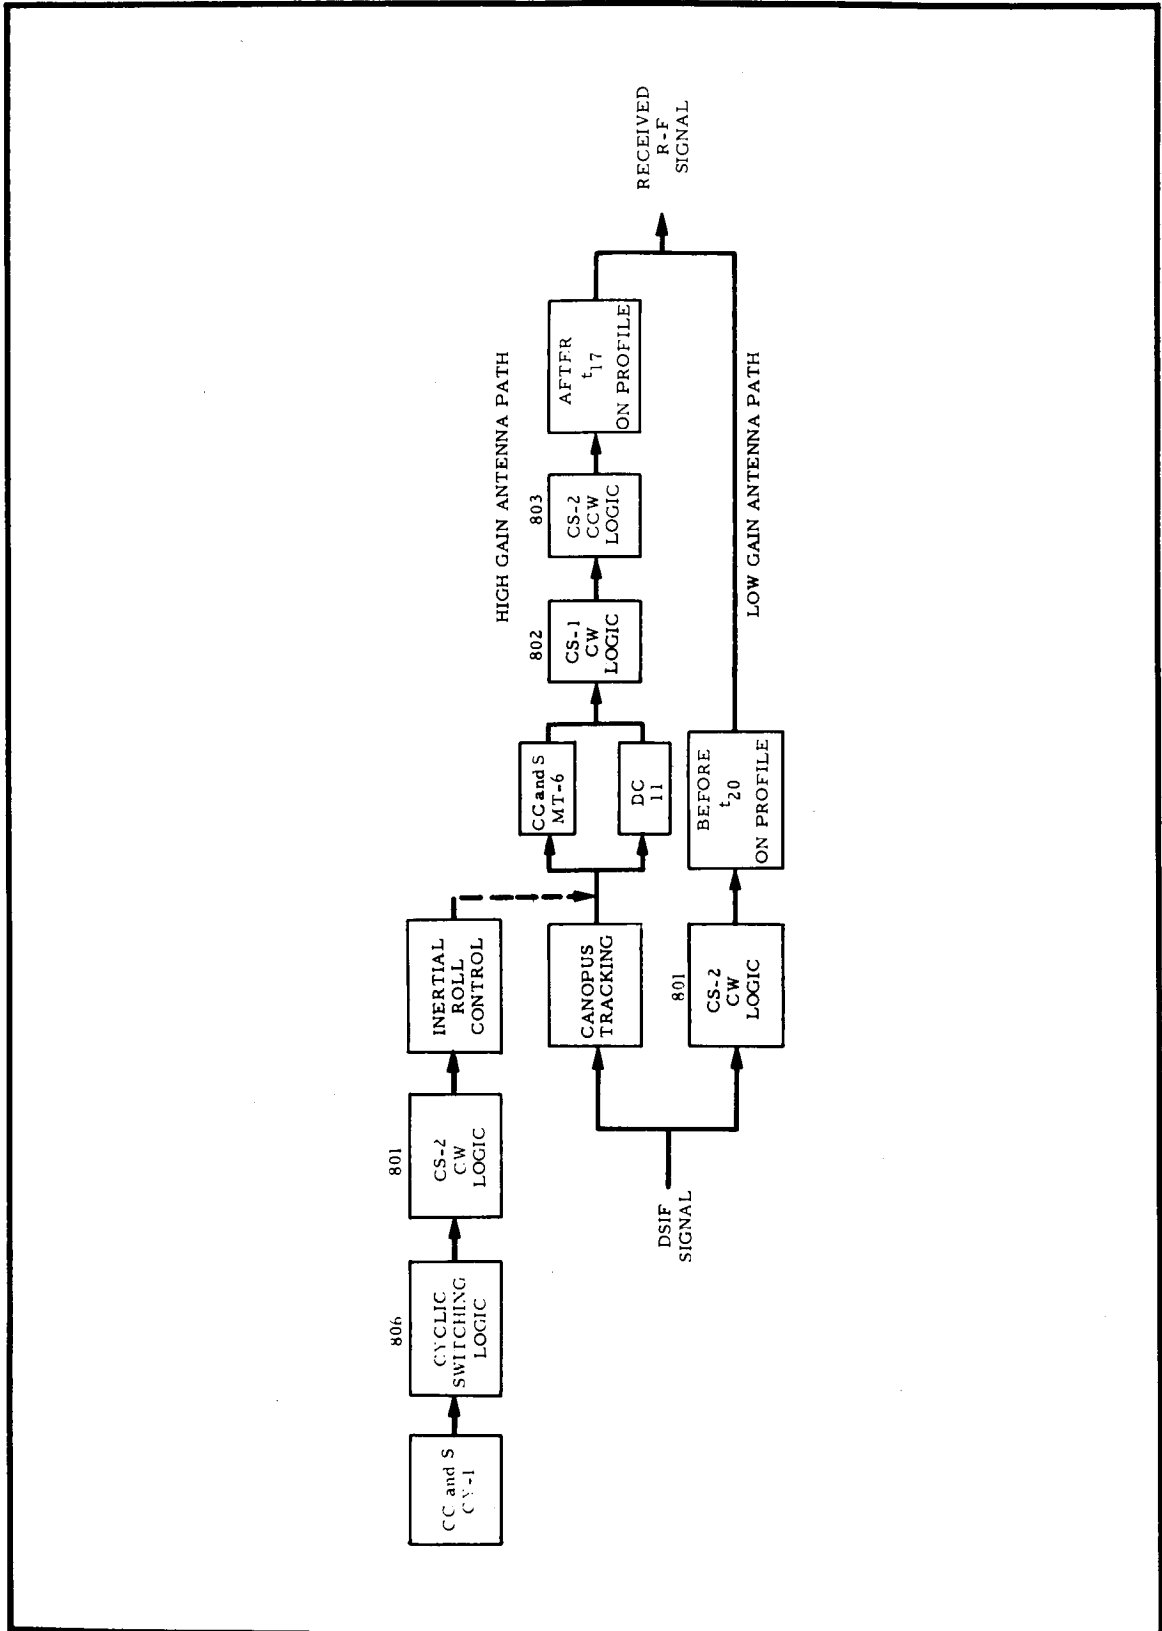 806
801
CC and S
CY-1
CYCLIC
SWITCHING
LOGIC
CS-2
CW
LOGIC
INERTIAL
ROLL
CONTROL
HIGH GAIN ANTENNA PATH
802
803
DSIF
SIGNAL
CANOPUS
TRACKING
CC and S
MT-6
DC
11
CS-1
CW
LOGIC
CS-2
CCW
LOGIC
AFTER
t17
ON PROFILE
RECEIVED
R-F
SIGNAL
801
CS-2
CW
LOGIC
BEFORE
t20
ON PROFILE
LOW GAIN ANTENNA PATH